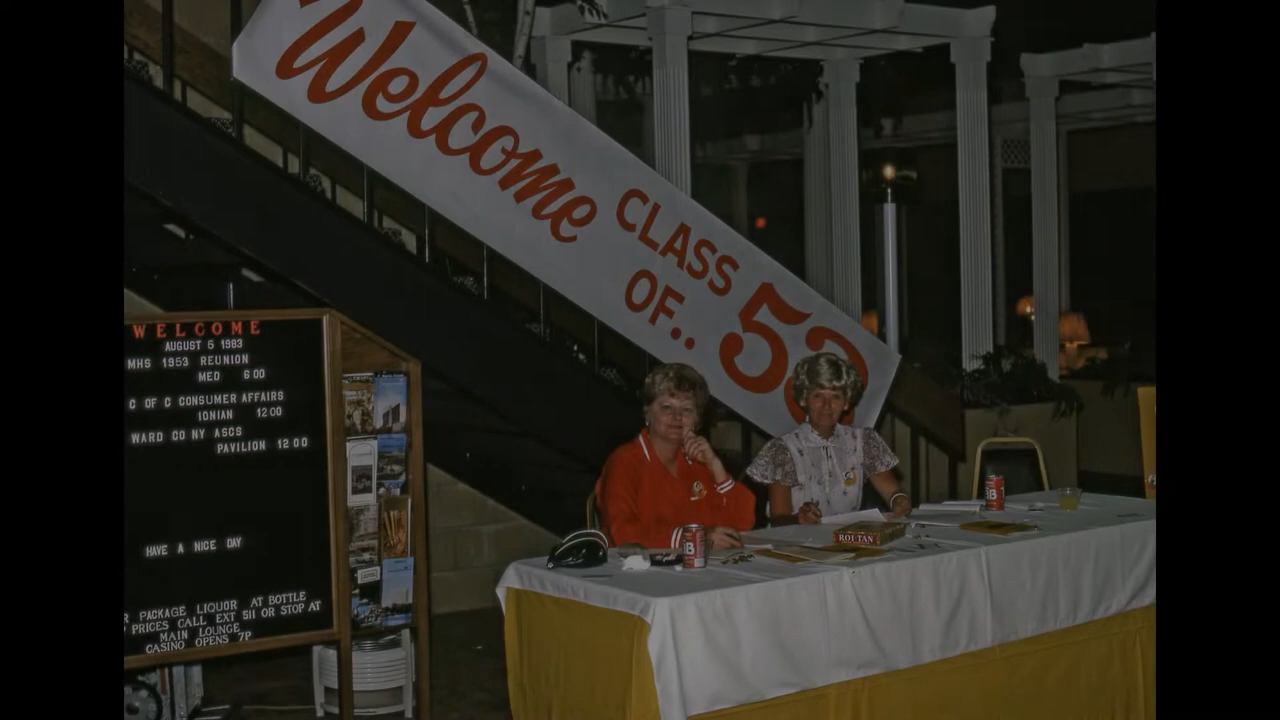 Welcome
CLASS
OF.. 53
WELCOME
AUGUST 5 1983
MHS 1953 REUNION
MED 6 00
C OF C CONSUMER AFFAIRS
IONIAN 12 00
WARD CO NY ASCS
PAVILION 12 00
HAVE A NICE DAY
PACKAGE LIQUOR AT BOTTLE
PRICES CALL EXT 511 OR STOP AT
MAIN LOUNGE
CASINO OPENS 7P
ROI-TAN